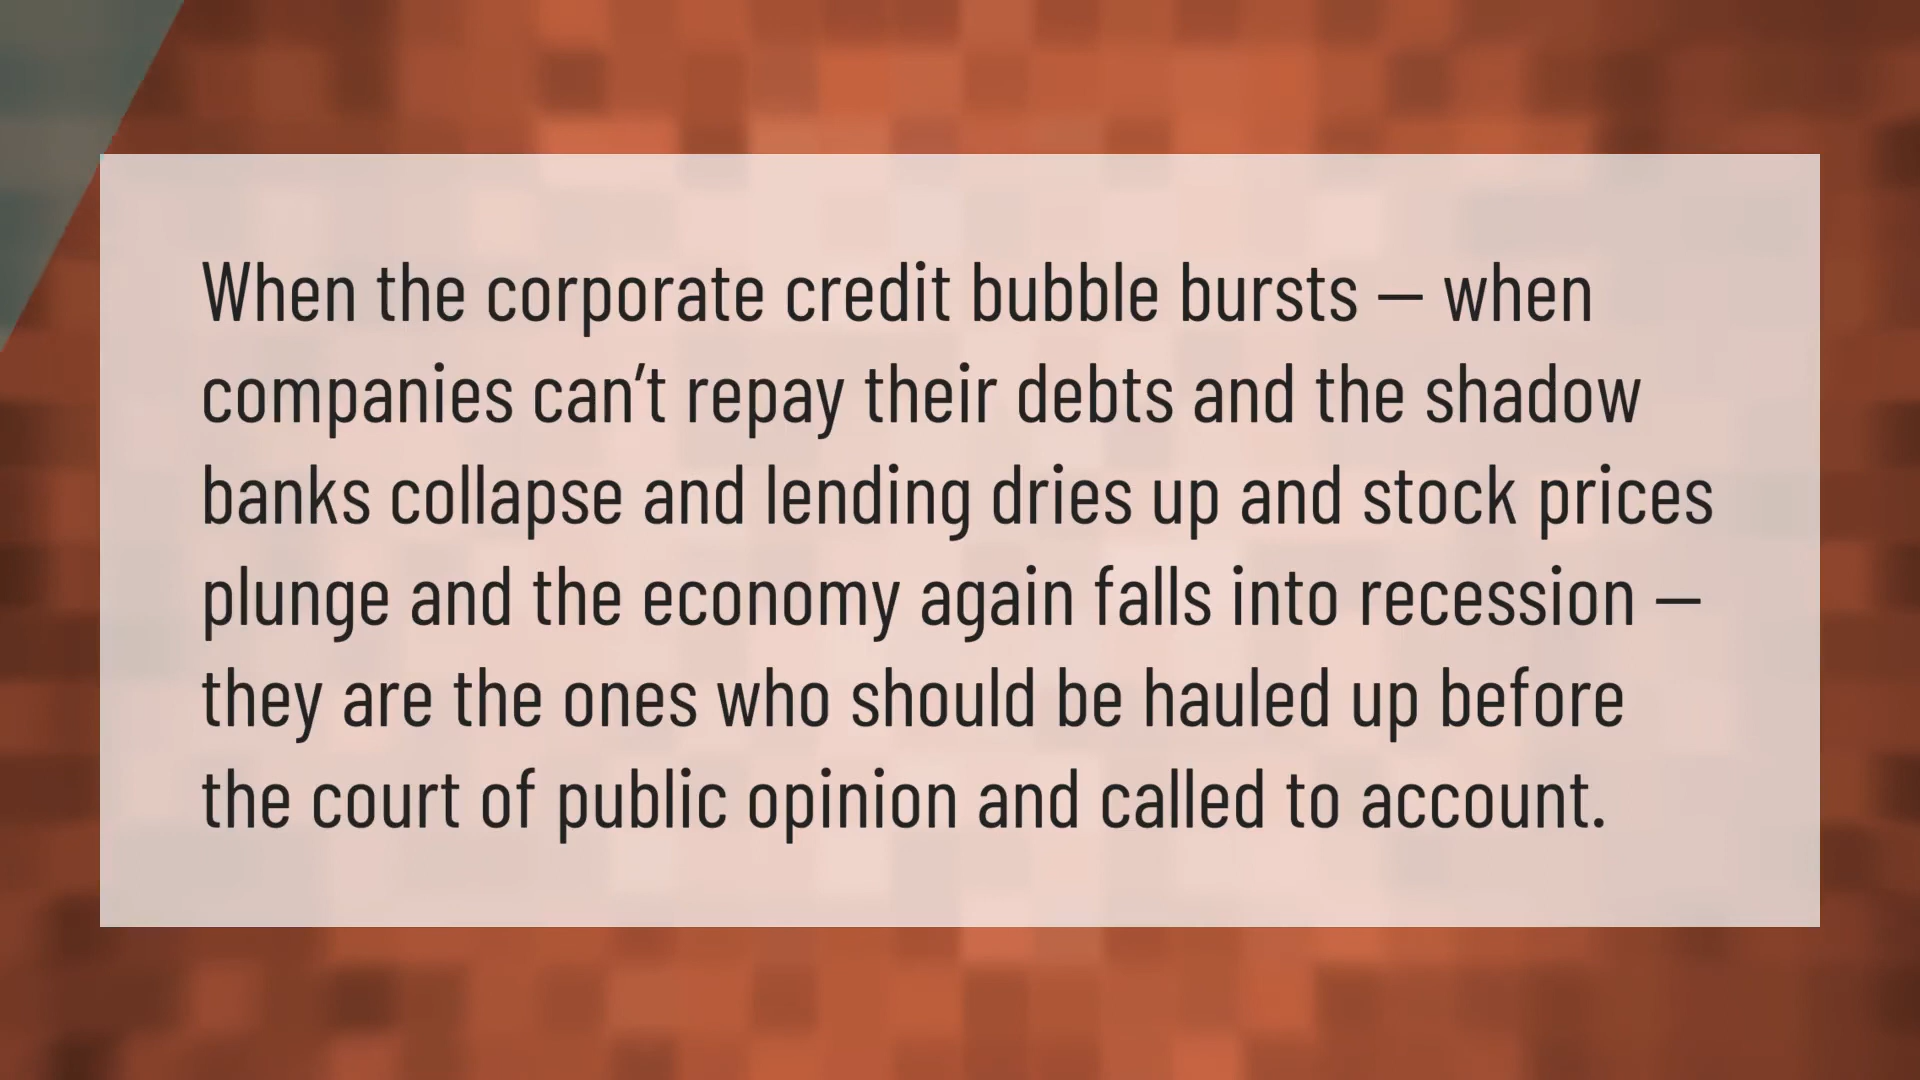 When the corporate credit bubble bursts — when
companies can’t repay their debts and the shadow
banks collapse and lending dries up and stock prices
plunge and the economy again falls into recession —
they are the ones who should be hauled up before
the court of public opinion and called to account.